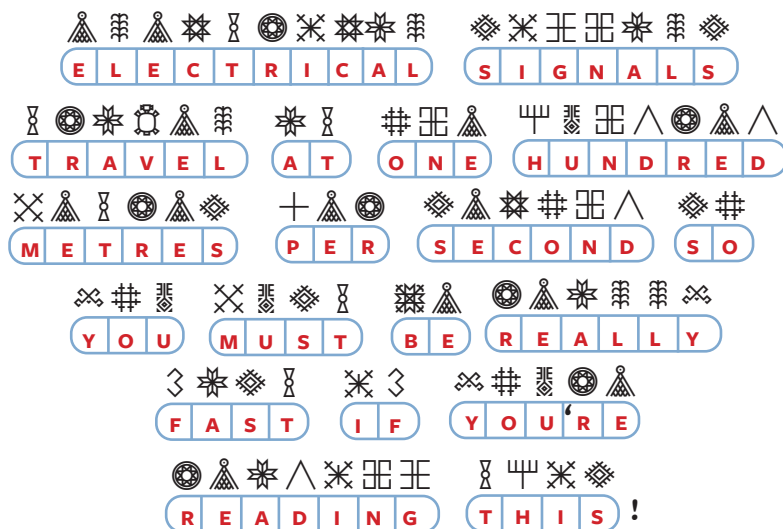 ELECTRICAL SIGNALS
TRAVEL AT ONE HUNDRED
METRES PER SECOND SO
YOU MUST BE REALLY
FAST IF YOU‘RE
READING THIS!